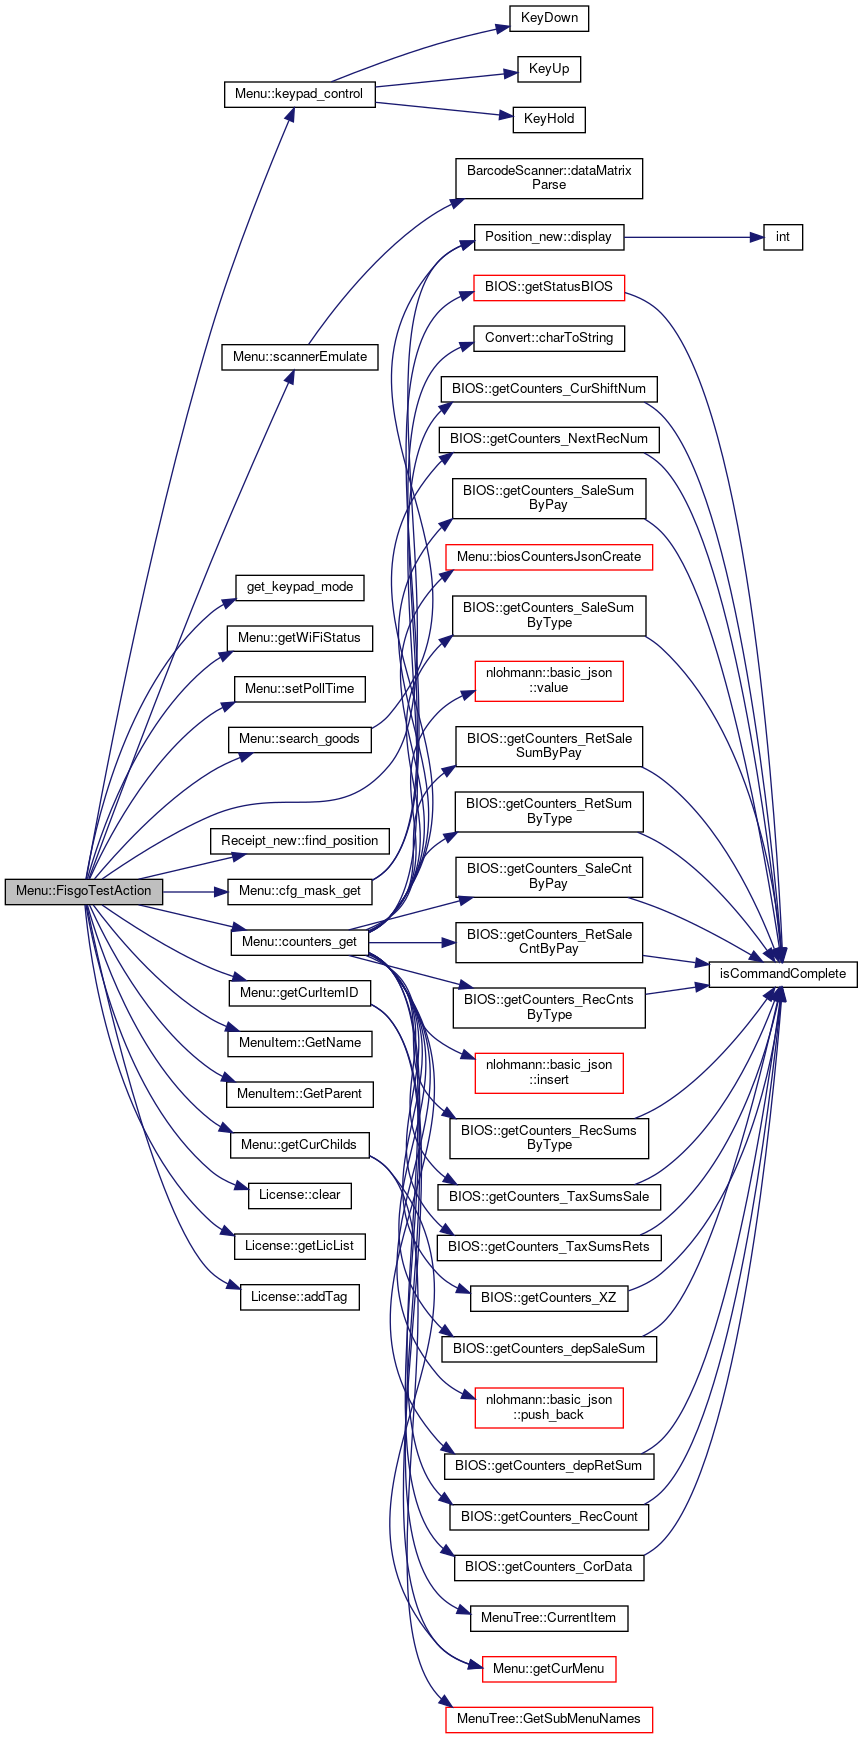 KeyDown
KeyUp
Menu::keypad_control
KeyHold
BarcodeScanner::dataMatrix
Parse
Position_new::display
int
BIOS::getStatusBIOS
Convert::charToString
Menu::scannerEmulate
BIOS::getCounters_CurShiftNum
BIOS::getCounters_NextRecNum
BIOS::getCounters_SaleSum
ByPay
Menu::biosCountersJsonCreate
get_keypad_mode
BIOS::getCounters_SaleSum
ByType
Menu::getWiFiStatus
nlohmann::basic_json
::value
Menu::setPollTime
Menu::search_goods
BIOS::getCounters_RetSale
SumByPay
BIOS::getCounters_RetSum
ByType
Receipt_new::find_position
BIOS::getCounters_SaleCnt
ByPay
Menu::FisgoTestAction
Menu::cfg_mask_get
Menu::counters_get
BIOS::getCounters_RetSale
CntByPay
isCommandComplete
Menu::getCurItemID
BIOS::getCounters_RecCnts
ByType
MenuItem::GetName
nlohmann::basic_json
::insert
MenuItem::GetParent
Menu::getCurChilds
BIOS::getCounters_RecSums
ByType
License::clear
BIOS::getCounters_TaxSumsSale
License::getLicList
BIOS::getCounters_TaxSumsRets
License::addTag
BIOS::getCounters_XZ
BIOS::getCounters_depSaleSum
nlohmann::basic_json
::push_back
BIOS::getCounters_depRetSum
BIOS::getCounters_RecCount
BIOS::getCounters_CorData
MenuTree::CurrentItem
Menu::getCurMenu
MenuTree::GetSubMenuNames